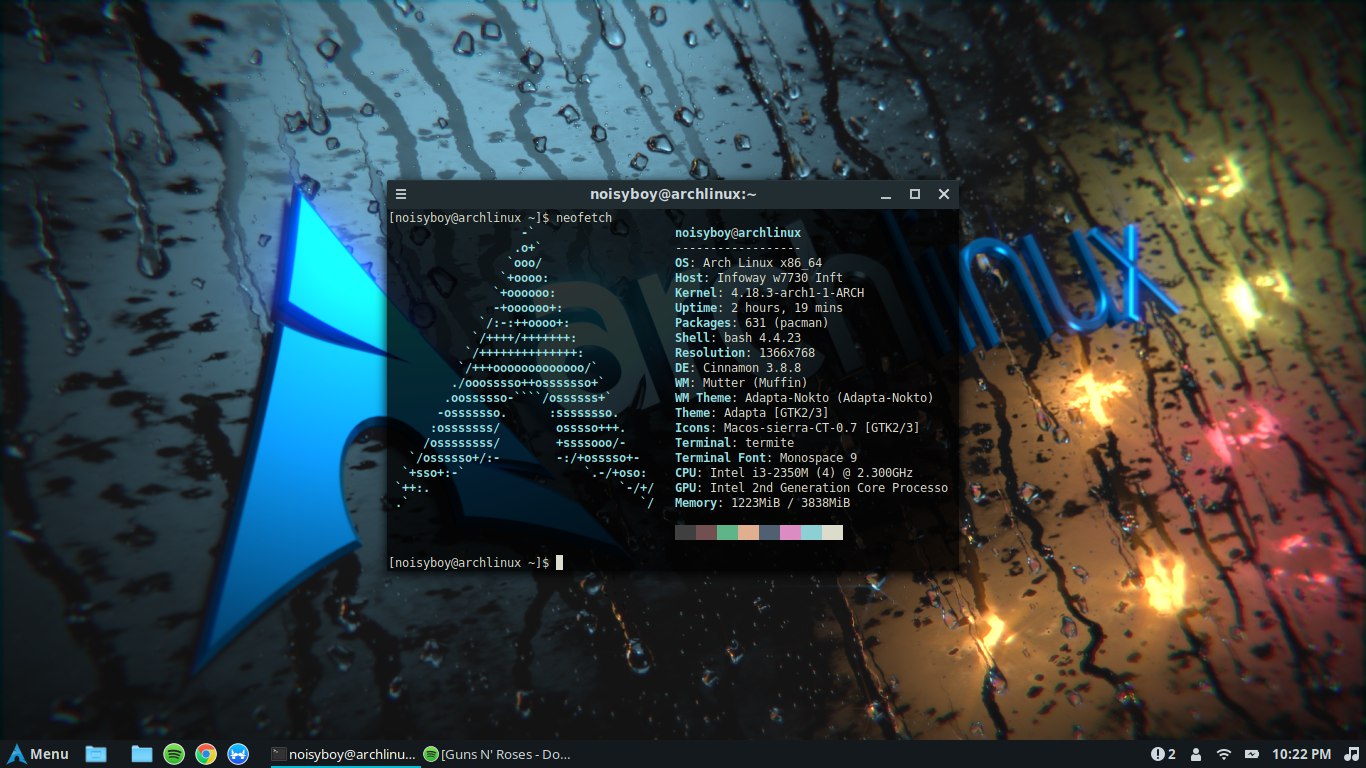 noisyboy@archlinux:~
[noisyboy@archlinux ~]$ neofetch
noisyboy@archlinux
------------------
OS: Arch Linux x86_64
Host: Infoway w7730 Inft
Kernel: 4.18.3-arch1-1-ARCH
Uptime: 2 hours, 19 mins
Packages: 631 (pacman)
Shell: bash 4.4.23
Resolution: 1366x768
DE: Cinnamon 3.8.8
WM: Mutter (Muffin)
WM Theme: Adapta-Nokto (Adapta-Nokto)
Theme: Adapta [GTK2/3]
Icons: Macos-sierra-CT-0.7 [GTK2/3]
Terminal: termite
Terminal Font: Monospace 9
CPU: Intel i3-2350M (4) @ 2.300GHz
GPU: Intel 2nd Generation Core Processo
Memory: 1223MiB / 3838MiB
[noisyboy@archlinux ~]$
arch linux
Menu
noisyboy@archlinu...
[Guns N' Roses - Do...
2
10:22 PM